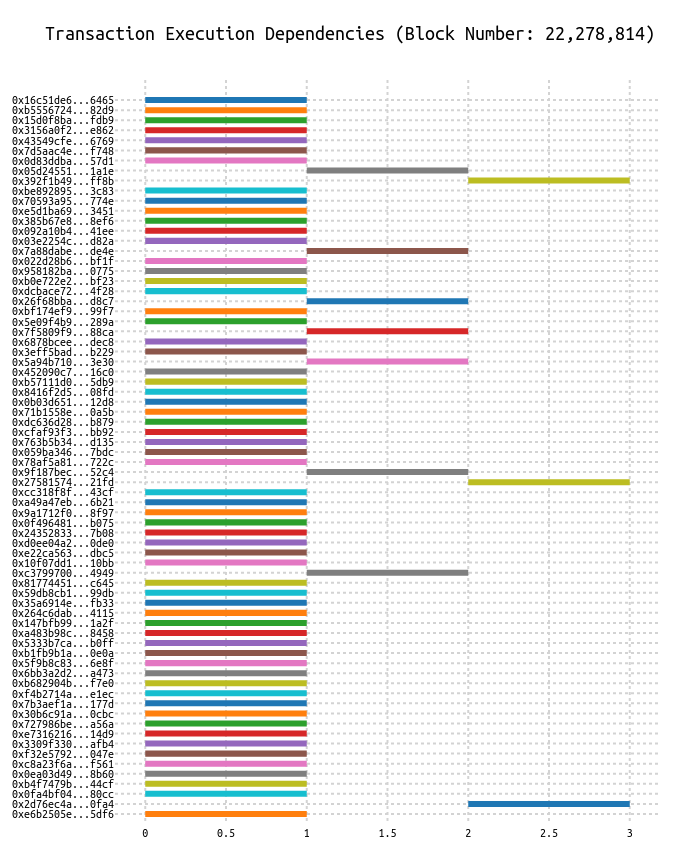 Transaction Execution Dependencies (Block Number: 22,278,814)
0x16c51de6...6465
0xb5556724...82d9
0x15d0f8ba...fdb9
0x3156a0f2...e862
0x43549cfe...6769
0x7d5aac4e...f748
0x0d83ddba...57d1
0x05d24551...1a1e
0x392f1b49...ff8b
0xbe892895...3c83
0x70593a95...774e
0xe5d1ba69...3451
0x385b67e8...8ef6
0x092a10b4...41ee
0x03e2254c...d82a
0x7a88dabe...de4e
0x022d28b6...bf1f
0x958182ba...0775
0xb0e722e2...bf23
0xdcbace72...4f28
0x26f68bba...d8c7
0xbf174ef9...99f7
0x5e09f4b9...289a
0x7f5809f9...88ca
0x6878bcee...dec8
0x3eff5bad...b229
0x5a94b710...3e30
0x452090c7...16c0
0xb57111d0...5db9
0x8416f2d5...08fd
0x0b03d651...12d8
0x71b1558e...0a5b
0xdc636d28...b879
0xcfaf93f3...bb92
0x763b5b34...d135
0x059ba346...7bdc
0x78af5a81...722c
0x9f187bec...52c4
0x27581574...21fd
0xcc318f8f...43cf
0xa49a47eb...6b21
0x9a1712f0...8f97
0x0f496481...b075
0x24352833...7b08
0xd0ee04a2...0de0
0xe22ca563...dbc5
0x10f07dd1...10bb
0xc3799700...4949
0x81774451...c645
0x59db8cb1...99db
0x35a6914e...fb33
0x264c6dab...4115
0x147bfb99...1a2f
0xa483b98c...8458
0x5333b7ca...b0ff
0xb1fb9b1a...0e0a
0x5f9b8c83...6e8f
0x6bb3a2d2...a473
0xb682904b...f7e0
0xf4b2714a...e1ec
0x7b3aef1a...177d
0x30b6c91a...0cbc
0x727986be...a56a
0xe7316216...14d9
0x3309f330...afb4
0xf32e5792...047e
0xc8a23f6a...f561
0x0ea03d49...8b60
0xb4f7479b...44cf
0x0fa4bf04...80cc
0x2d76ec4a...0fa4
0xe6b2505e...5df6
0 0.5 1 1.5 2 2.5 3